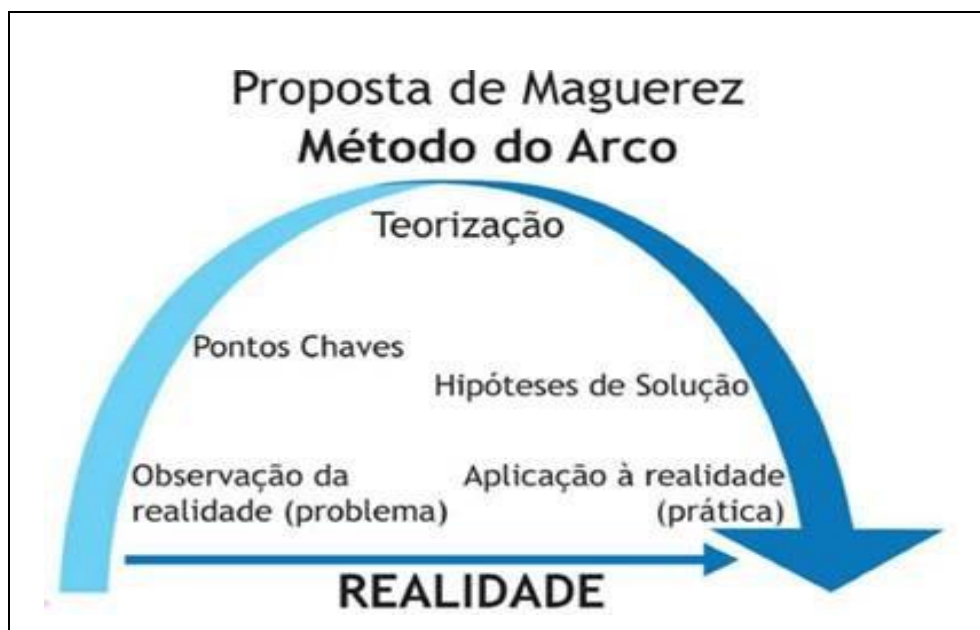 Proposta de Maguerez
Método do Arco
Teorização
Pontos Chaves
Hipóteses de Solução
Observação da
realidade (problema)
Aplicação à realidade
(prática)
REALIDADE